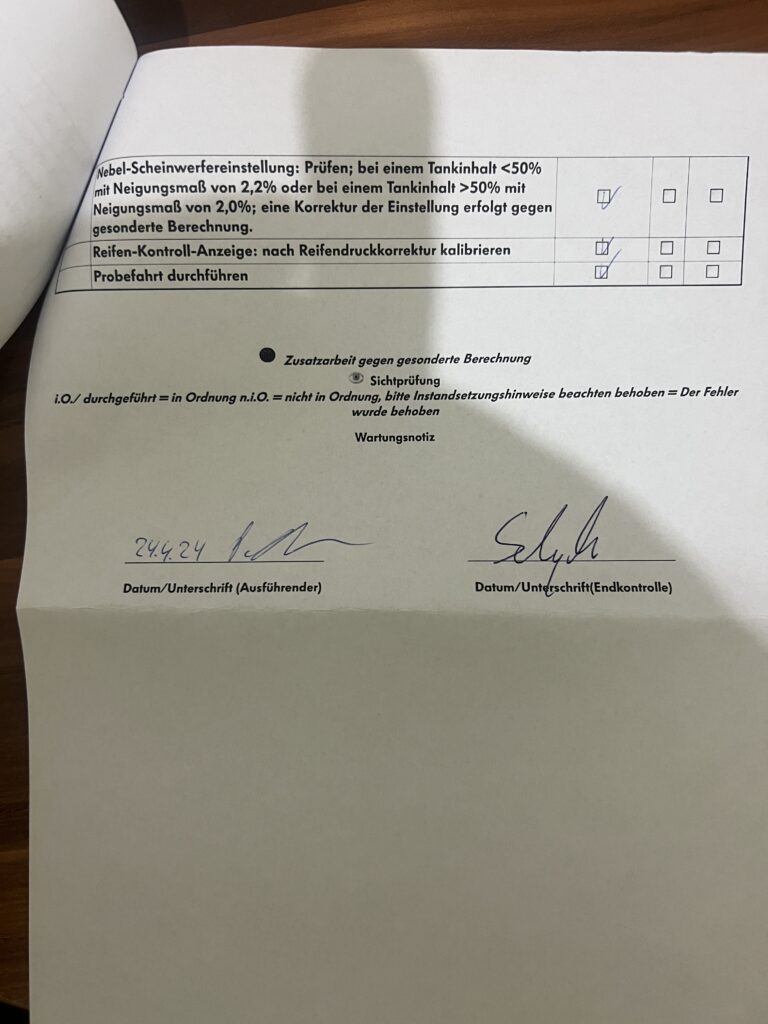 Nebel-Scheinwerfereinstellung: Prüfen; bei einem Tankinhalt <50%
mit Neigungsmaß von 2,2% oder bei einem Tankinhalt >50% mit
Neigungsmaß von 2,0%; eine Korrektur der Einstellung erfolgt gegen
gesonderte Berechnung.
Reifen-Kontroll-Anzeige: nach Reifendruckkorrektur kalibrieren
Probefahrt durchführen
Zusatzarbeit gegen gesonderte Berechnung
Sichtprüfung
i.O./ durchgeführt = in Ordnung n.i.O. = nicht in Ordnung, bitte Instandsetzungshinweise beachten behoben = Der Fehler
wurde behoben
Wartungsnotiz
24.4.24
Datum/Unterschrift (Ausführender)
Datum/Unterschrift(Endkontrolle)